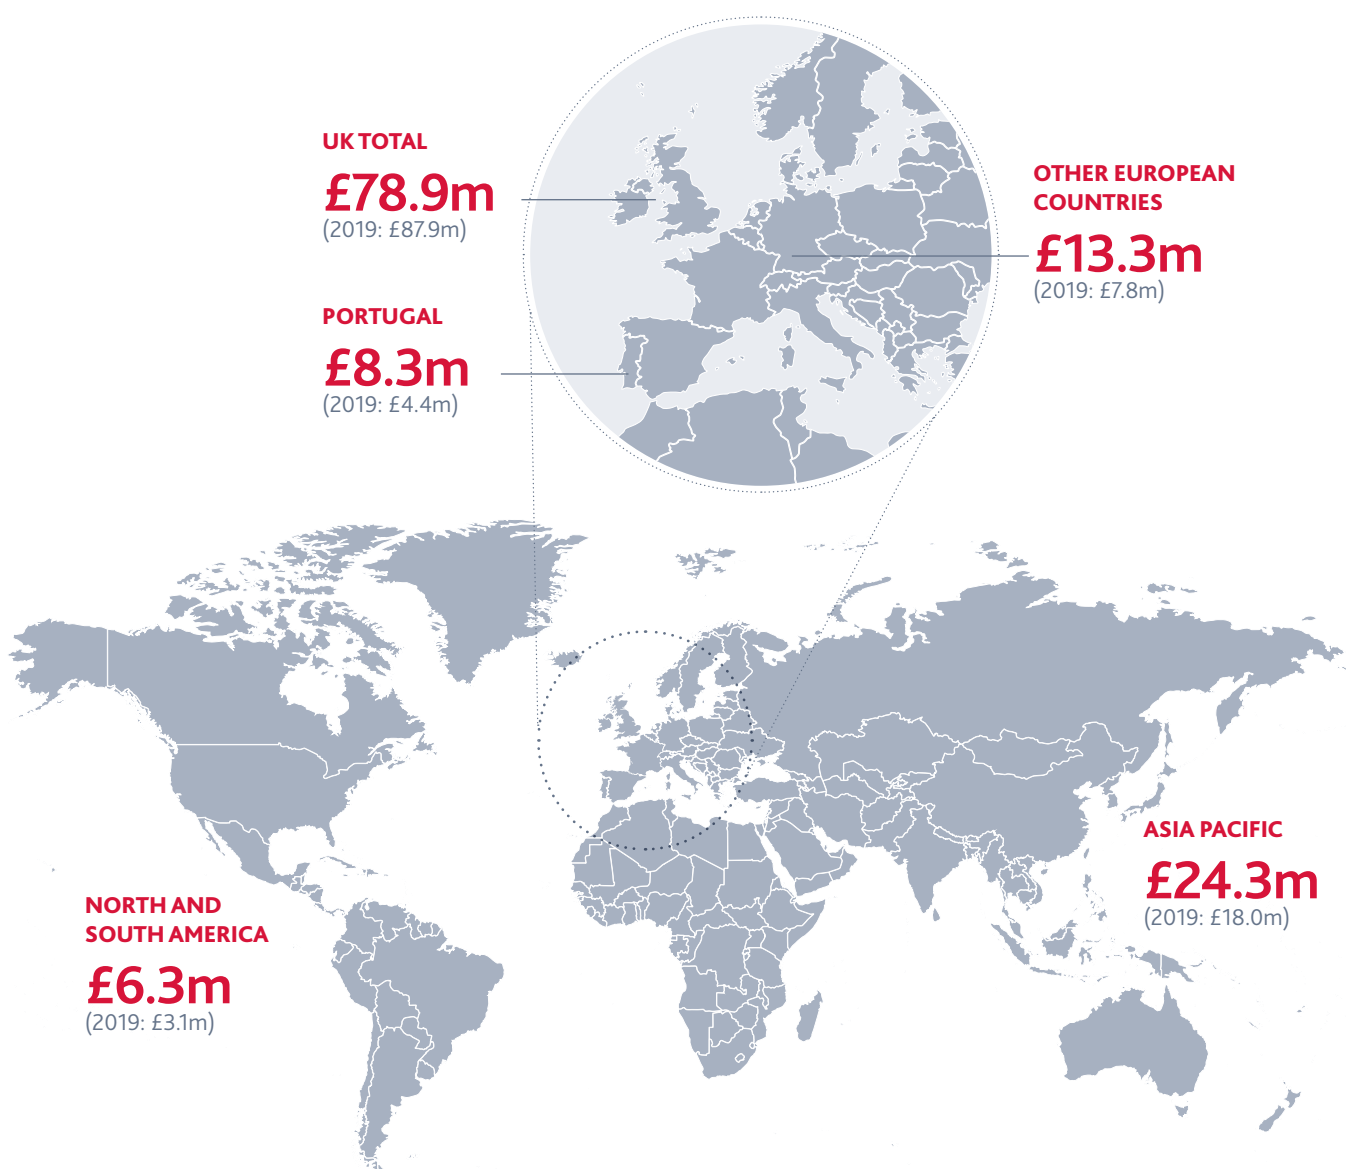 UK TOTAL
£78.9m
(2019: £87.9m)
PORTUGAL
£8.3m
(2019: £4.4m)
OTHER EUROPEAN
COUNTRIES
£13.3m
(2019: £7.8m)
ASIA PACIFIC
£24.3m
(2019: £18.0m)
NORTH AND
SOUTH AMERICA
£6.3m
(2019: £3.1m)